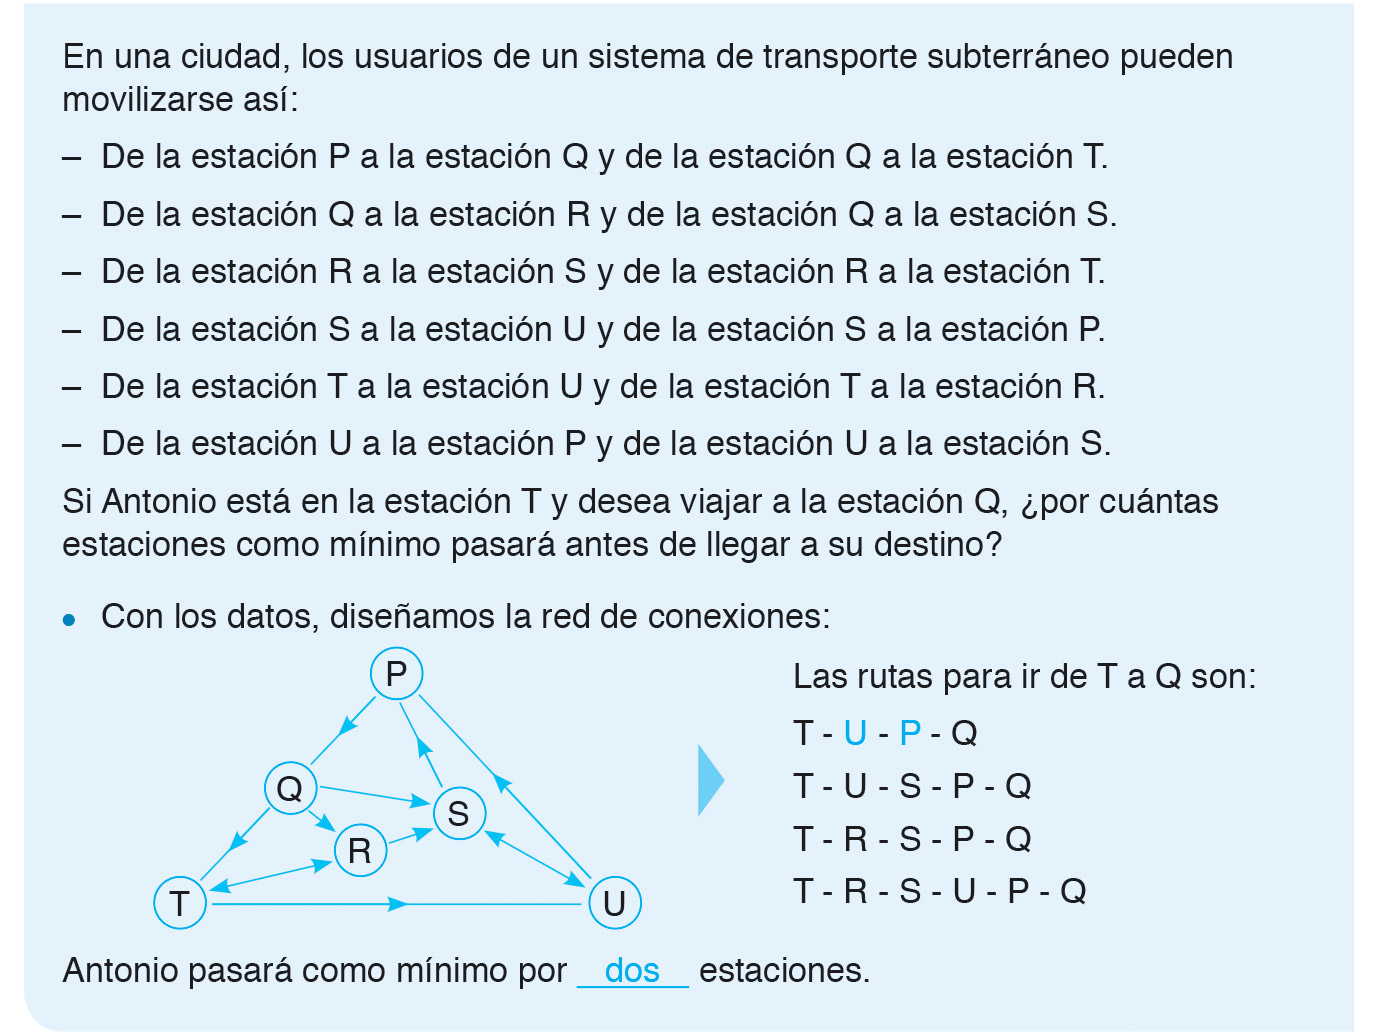 En una ciudad, los usuarios de un sistema de transporte subterráneo pueden
movilizarse así:
– De la estación P a la estación Q y de la estación Q a la estación T.
– De la estación Q a la estación R y de la estación Q a la estación S.
– De la estación R a la estación S y de la estación R a la estación T.
– De la estación S a la estación U y de la estación S a la estación P.
– De la estación T a la estación U y de la estación T a la estación R.
– De la estación U a la estación P y de la estación U a la estación S.
Si Antonio está en la estación T y desea viajar a la estación Q, ¿por cuántas
estaciones como mínimo pasará antes de llegar a su destino?
• Con los datos, diseñamos la red de conexiones:
P
Q
S
R
T
U
Las rutas para ir de T a Q son:
T - U - P - Q
T - U - S - P - Q
T - R - S - P - Q
T - R - S - U - P - Q
Antonio pasará como mínimo por dos estaciones.